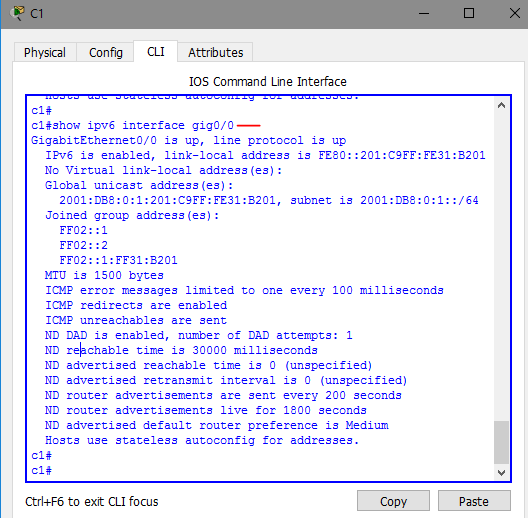 C1
Physical Config CLI Attributes
IOS Command Line Interface
Hosts use stateless autoconfig for addresses.
c1#
c1#show ipv6 interface gig0/0
GigabitEthernet0/0 is up, line protocol is up
IPv6 is enabled, link-local address is FE80::201:C9FF:FE31:B201
No Virtual link-local address(es):
Global unicast address(es):
2001:DB8:0:1:201:C9FF:FE31:B201, subnet is 2001:DB8:0:1::/64
Joined group address(es):
FF02::1
FF02::2
FF02::1:FF31:B201
MTU is 1500 bytes
ICMP error messages limited to one every 100 milliseconds
ICMP redirects are enabled
ICMP unreachables are sent
ND DAD is enabled, number of DAD attempts: 1
ND reachable time is 30000 milliseconds
ND advertised reachable time is 0 (unspecified)
ND advertised retransmit interval is 0 (unspecified)
ND router advertisements are sent every 200 seconds
ND router advertisements live for 1800 seconds
ND advertised default router preference is Medium
Hosts use stateless autoconfig for addresses.
c1#
c1#
Ctrl+F6 to exit CLI focus
Copy Paste